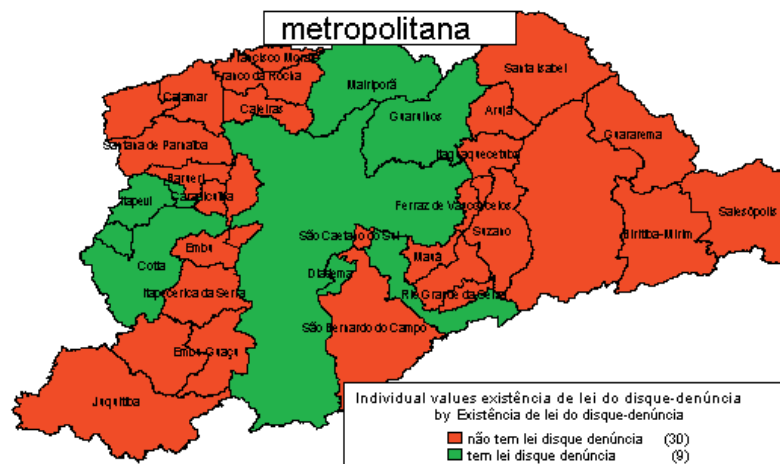 metropolitana
Francisco Morato
Franco da Rocha
Mairiporã
Santa Isabel
Cajamar
Caieiras
Guarulhos
Arujá
Guararema
Santana de Parnaíba
Itaquaquecetuba
Barueri
Carapicuíba
Itapevi
Ferraz de Vasconcelos
Salesópolis
São Caetano do Sul
Suzano
Biritiba-Mirim
Embu
Cotia
Mauá
Diadema
Itapecerica da Serra
Rio Grande da Serra
São Bernardo do Campo
Embu-Guaçu
Juquitiba
Individual values existência de lei do disque-denúncia
by Existência de lei do disque-denúncia
não tem lei disque denúncia (30)
tem lei disque denúncia (9)